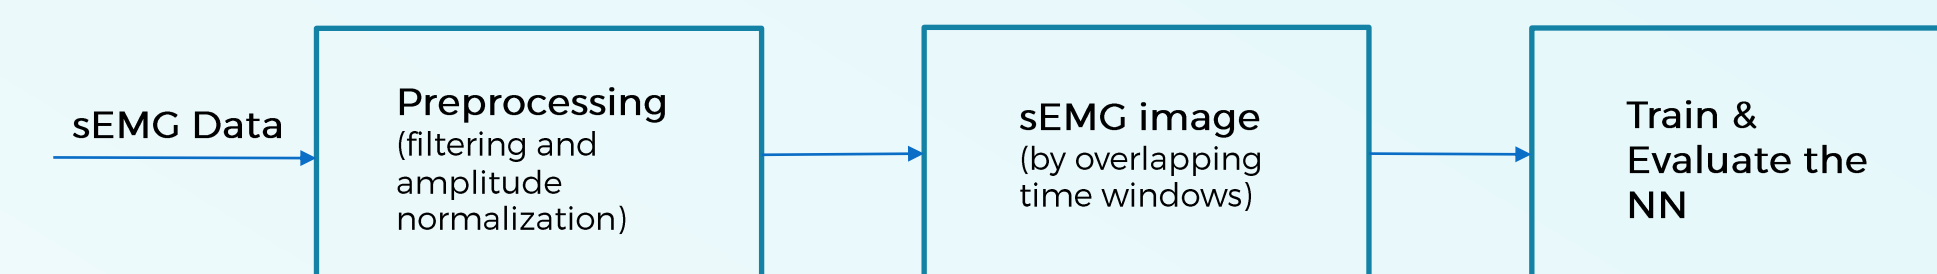 sEMG Data
Preprocessing
(filtering and
amplitude
normalization)
sEMG image
(by overlapping
time windows)
Train &
Evaluate the
NN